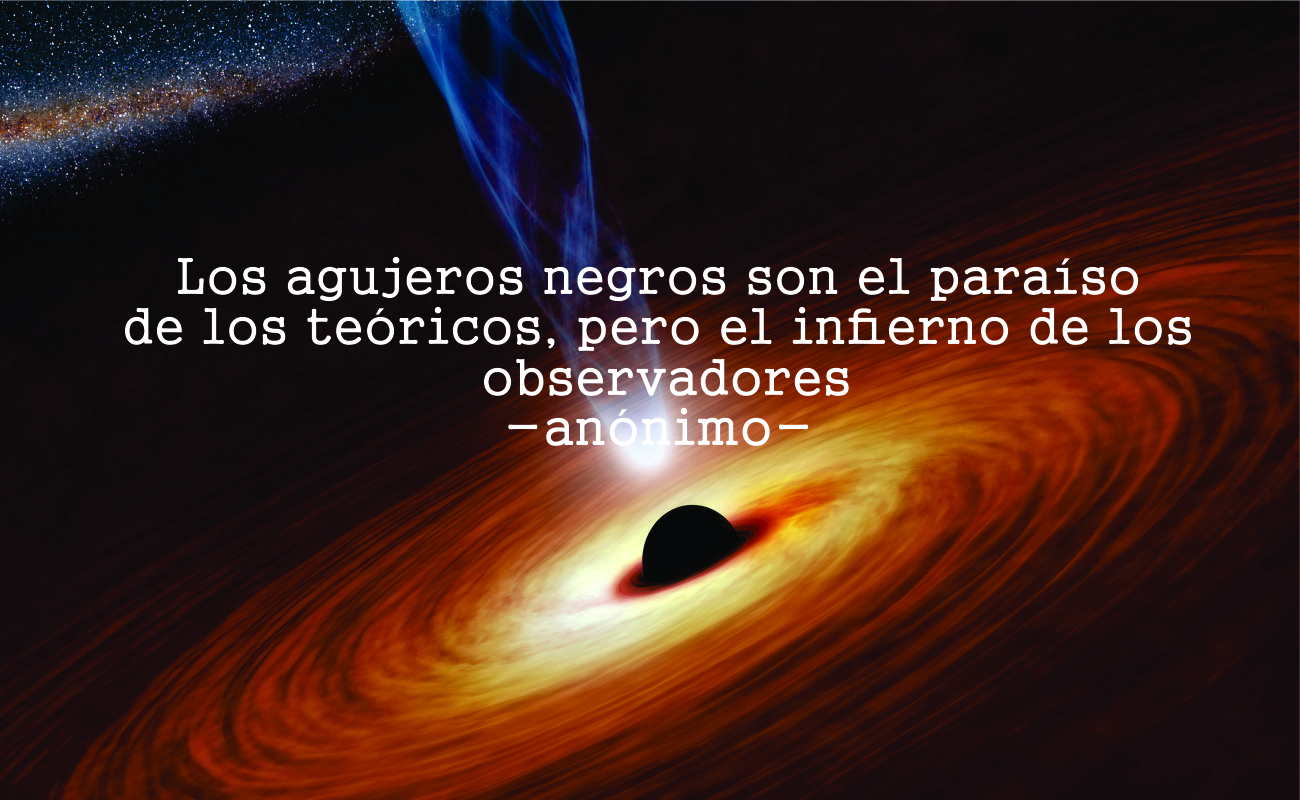 Los agujeros negros son el paraíso
de los teóricos, pero el infierno de los
observadores
—anónimo—